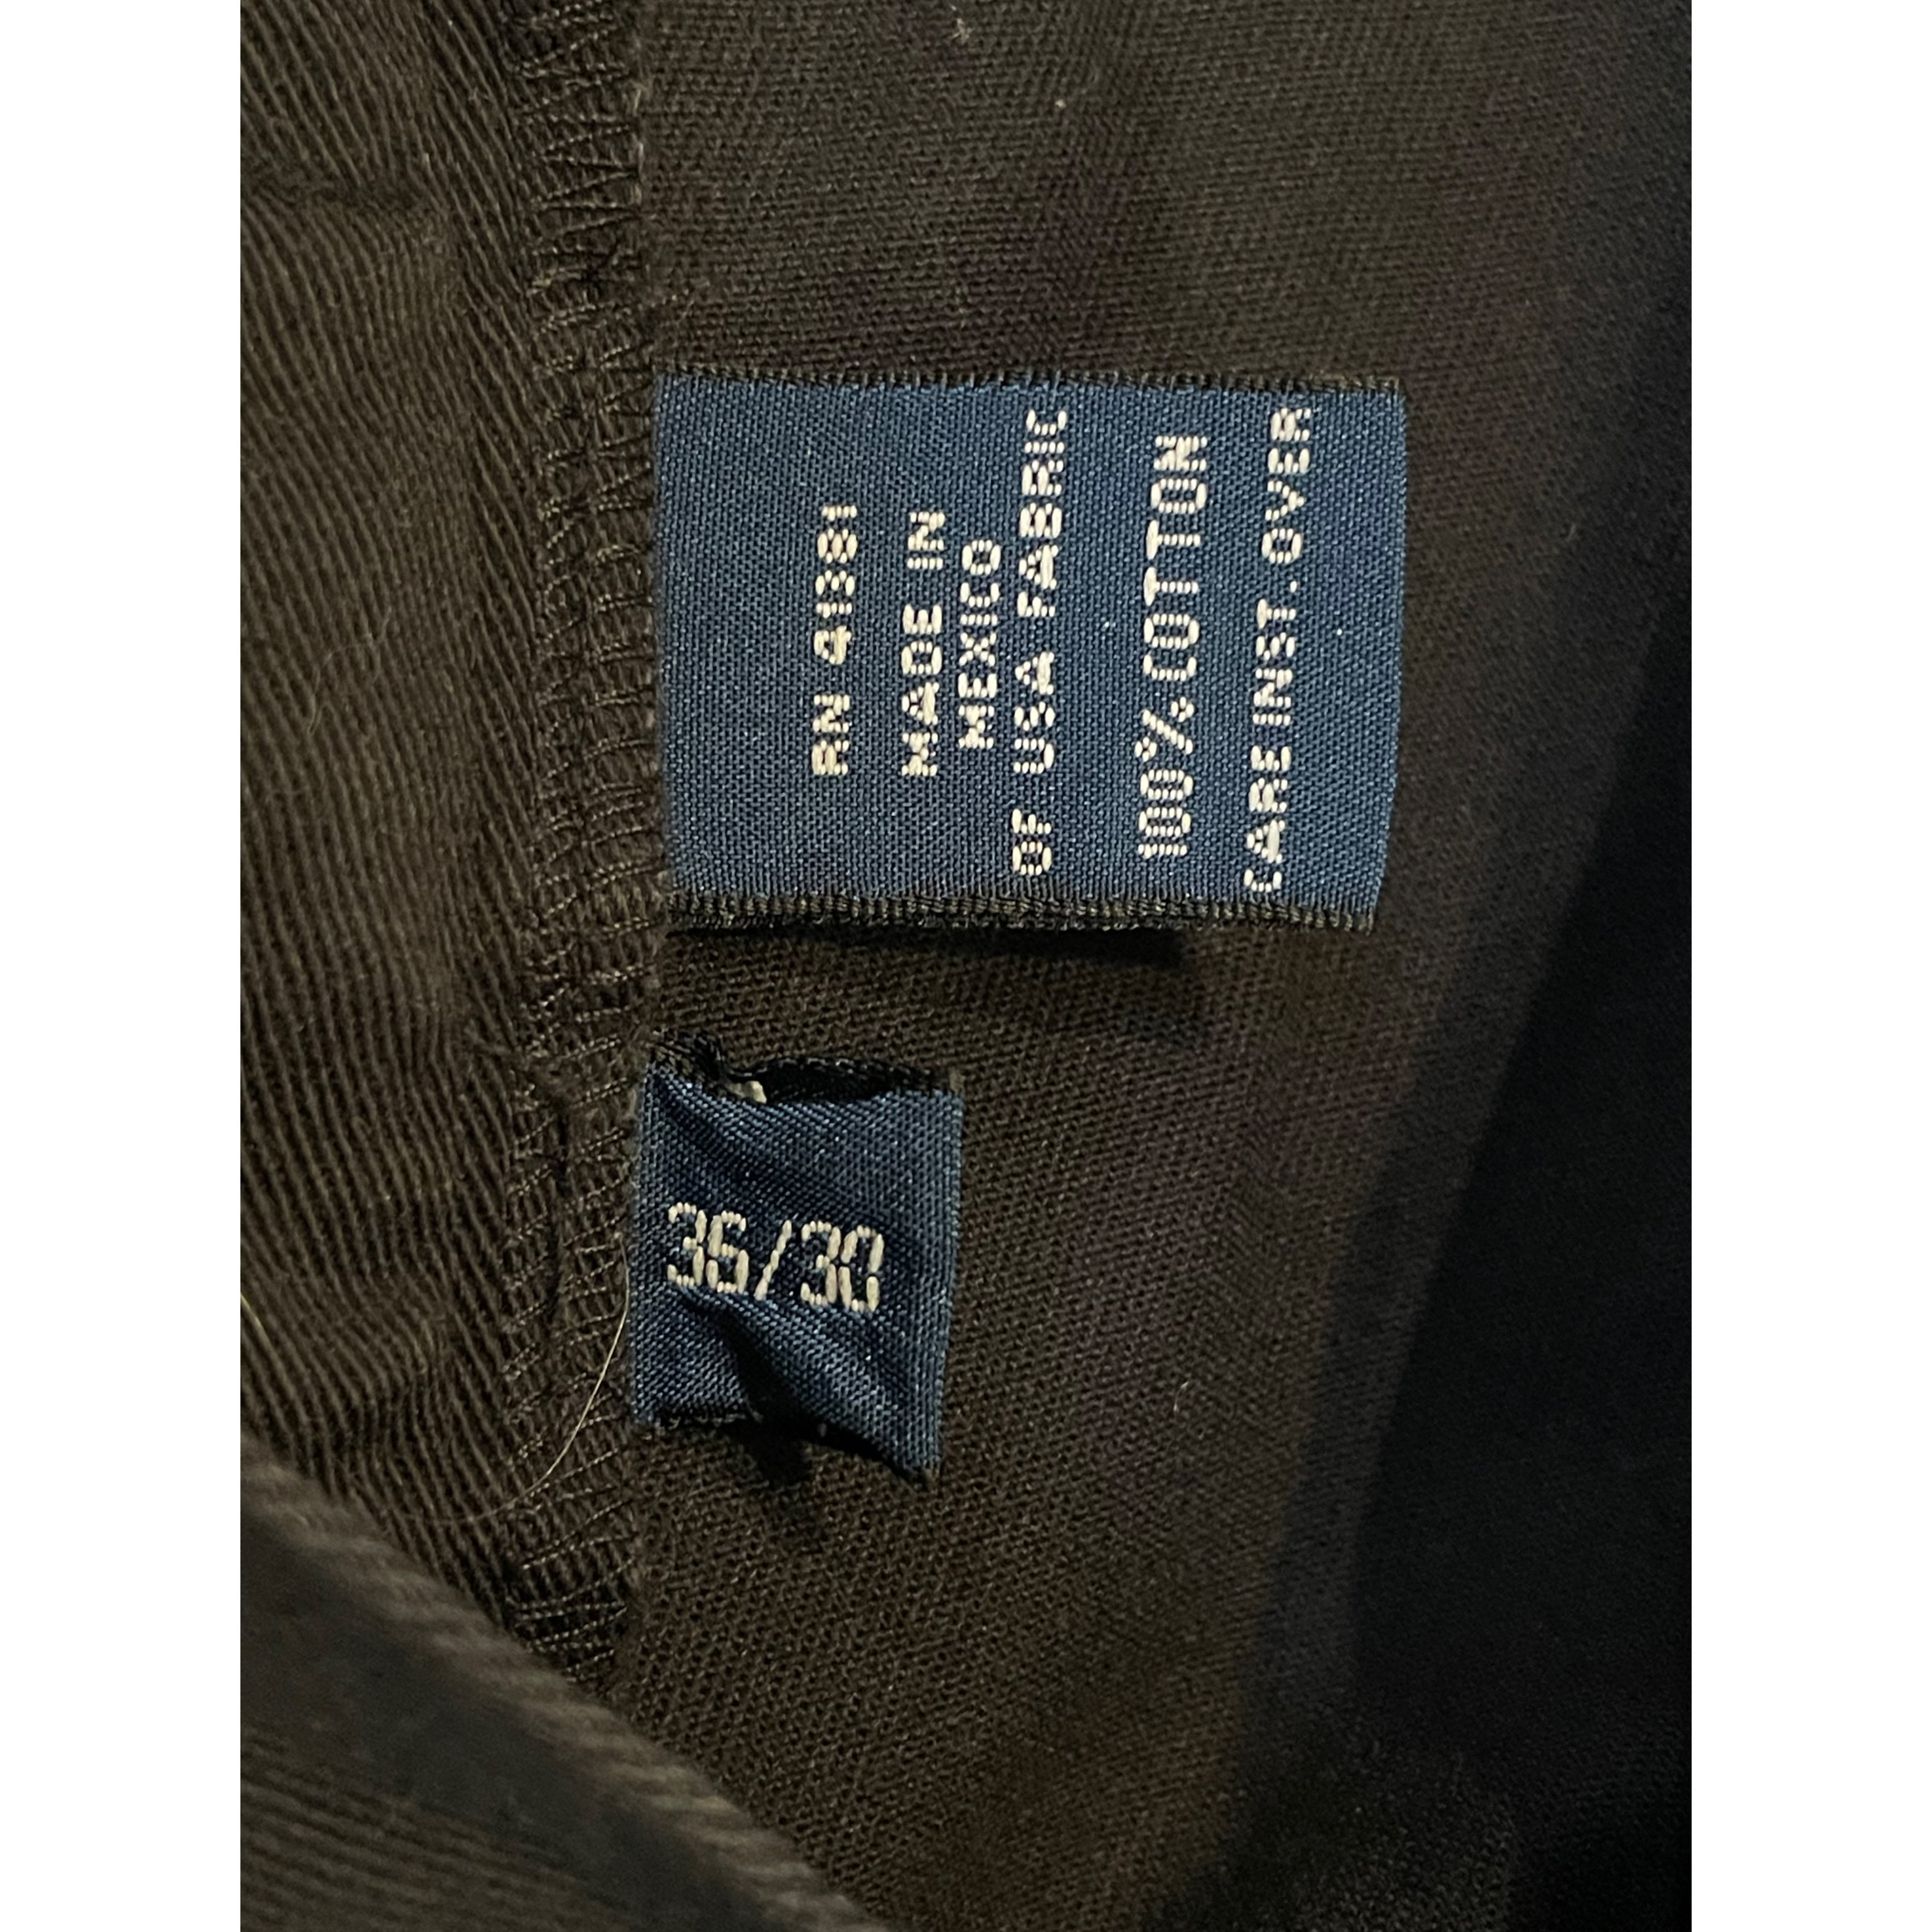 RN 41381
MADE IN
MEXICO
OF USA FABRIC
100% COTTON
CARE INST. OVER
36/30